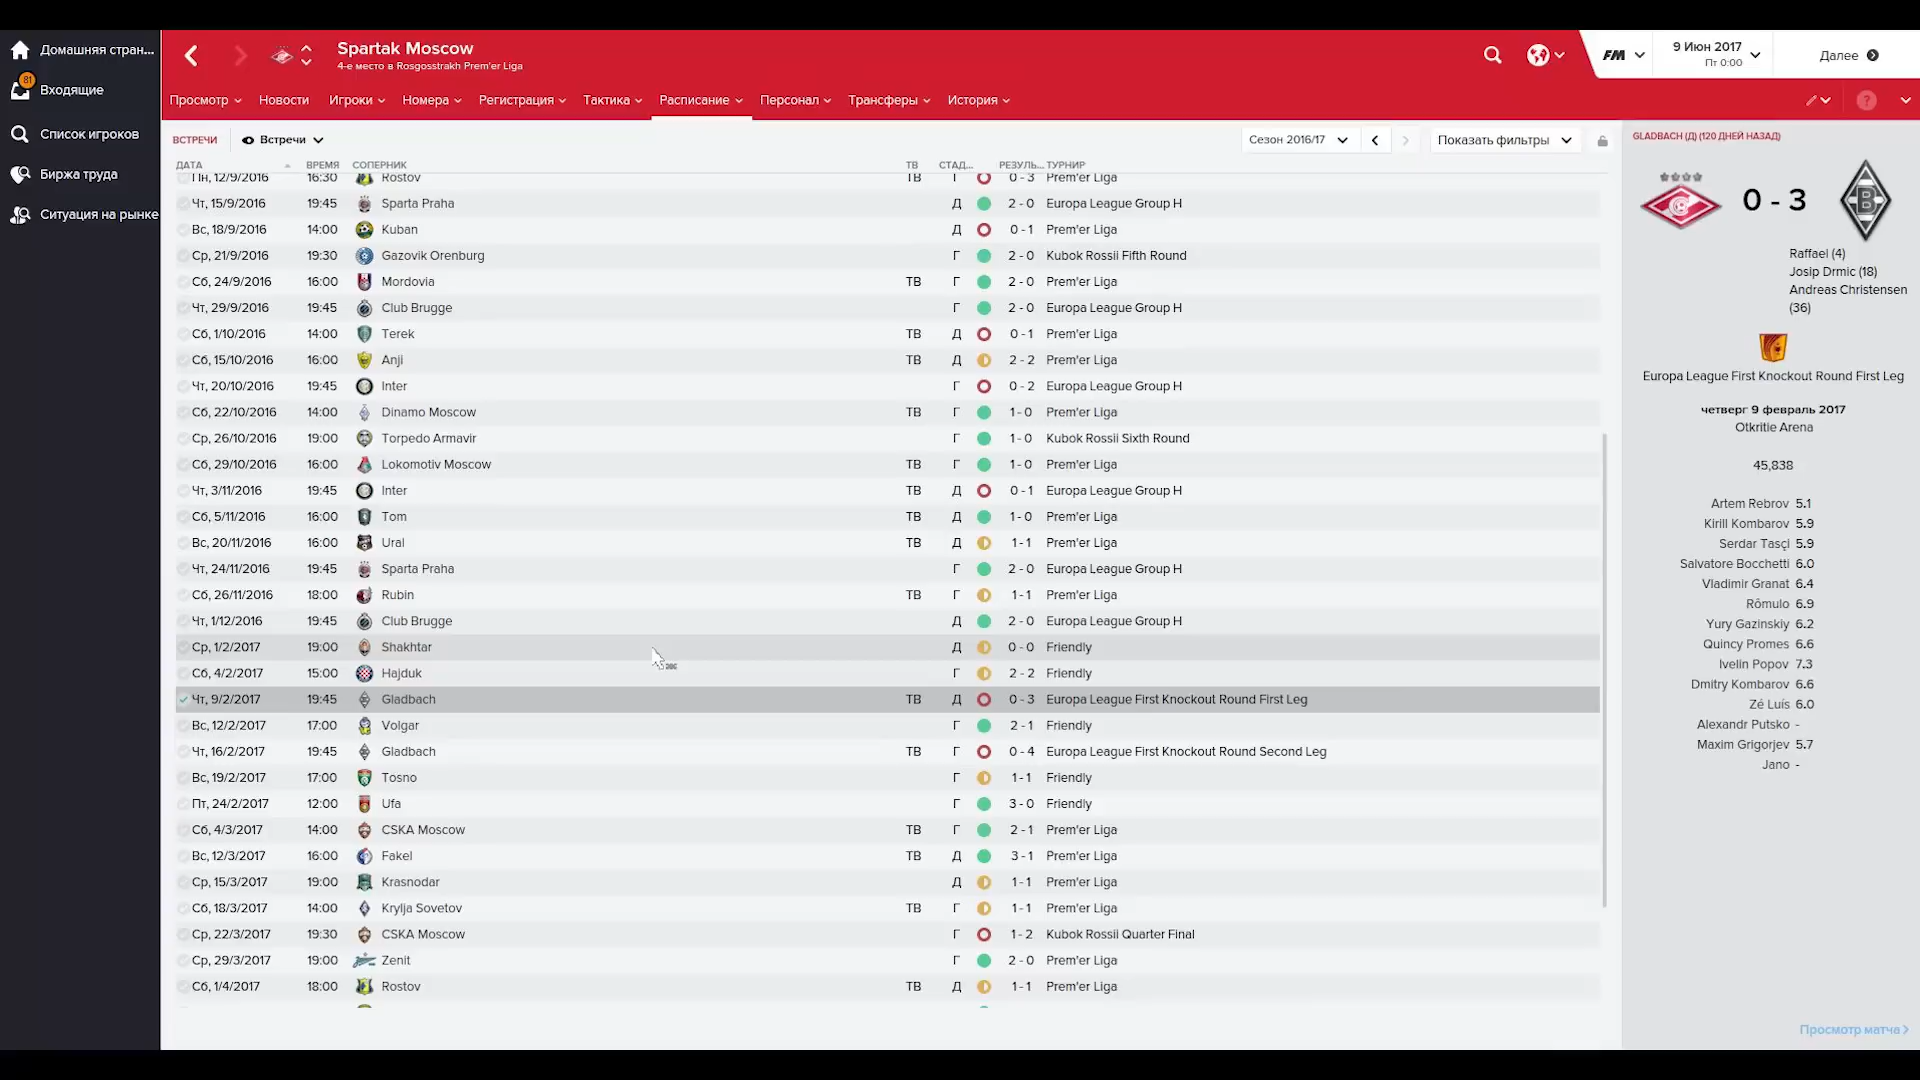 Домашняя стран...
81
Входящие
Список игроков
Биржа труда
Ситуация на рынке
Spartak Moscow
4-е место в Rosgosstrakh Prem'er Liga
FM
9 Июн 2017
Пт 0:00
Далее
Просмотр Новости Игроки Номера Регистрация Тактика Расписание Персонал Трансферы История
?
ВСТРЕЧИ Встречи Сезон 2016/17 Показать фильтры
ДАТА ВРЕМЯ СОПЕРНИК ТВ СТАД... РЕЗУЛЬ... ТУРНИР
Пн, 12/9/2016 16:30 Rostov ТВ Г 0 - 3 Prem'er Liga
Чт, 15/9/2016 19:45 Sparta Praha Д 2 - 0 Europa League Group H
Вс, 18/9/2016 14:00 Kuban Д 0 - 1 Prem'er Liga
Ср, 21/9/2016 19:30 Gazovik Orenburg Г 2 - 0 Kubok Rossii Fifth Round
Сб, 24/9/2016 16:00 Mordovia ТВ Г 2 - 0 Prem'er Liga
Чт, 29/9/2016 19:45 Club Brugge Г 2 - 0 Europa League Group H
Сб, 1/10/2016 14:00 Terek ТВ Д 0 - 1 Prem'er Liga
Сб, 15/10/2016 16:00 Anji ТВ Д 2 - 2 Prem'er Liga
Чт, 20/10/2016 19:45 Inter Г 0 - 2 Europa League Group H
Сб, 22/10/2016 14:00 Dinamo Moscow ТВ Г 1 - 0 Prem'er Liga
Ср, 26/10/2016 19:00 Torpedo Armavir Г 1 - 0 Kubok Rossii Sixth Round
Сб, 29/10/2016 16:00 Lokomotiv Moscow ТВ Г 1 - 0 Prem'er Liga
Чт, 3/11/2016 19:45 Inter ТВ Д 0 - 1 Europa League Group H
Сб, 5/11/2016 16:00 Tom ТВ Д 1 - 0 Prem'er Liga
Вс, 20/11/2016 16:00 Ural ТВ Д 1 - 1 Prem'er Liga
Чт, 24/11/2016 19:45 Sparta Praha Г 2 - 0 Europa League Group H
Сб, 26/11/2016 18:00 Rubin ТВ Г 1 - 1 Prem'er Liga
Чт, 1/12/2016 19:45 Club Brugge Д 2 - 0 Europa League Group H
Ср, 1/2/2017 19:00 Shakhtar Д 0 - 0 Friendly
Сб, 4/2/2017 15:00 Hajduk Г 2 - 2 Friendly
Чт, 9/2/2017 19:45 Gladbach ТВ Д 0 - 3 Europa League First Knockout Round First Leg
Вс, 12/2/2017 17:00 Volgar Г 2 - 1 Friendly
Чт, 16/2/2017 19:45 Gladbach ТВ Г 0 - 4 Europa League First Knockout Round Second Leg
Вс, 19/2/2017 17:00 Tosno Г 1 - 1 Friendly
Пт, 24/2/2017 12:00 Ufa Г 3 - 0 Friendly
Сб, 4/3/2017 14:00 CSKA Moscow ТВ Г 2 - 1 Prem'er Liga
Вс, 12/3/2017 16:00 Fakel ТВ Д 3 - 1 Prem'er Liga
Ср, 15/3/2017 19:00 Krasnodar Д 1 - 1 Prem'er Liga
Сб, 18/3/2017 14:00 Krylja Sovetov ТВ Г 1 - 1 Prem'er Liga
Ср, 22/3/2017 19:30 CSKA Moscow Г 1 - 2 Kubok Rossii Quarter Final
Ср, 29/3/2017 19:00 Zenit Г 2 - 0 Prem'er Liga
Сб, 1/4/2017 18:00 Rostov ТВ Д 1 - 1 Prem'er Liga
GLADBACH (Д) (120 ДНЕЙ НАЗАД)
0 - 3
Raffael (4)
Josip Drmic (18)
Andreas Christensen
(36)
Europa League First Knockout Round First Leg
четверг 9 февраль 2017
Otkritie Arena
45,838
Artem Rebrov 5.1
Kirill Kombarov 5.9
Serdar Tasçi 5.9
Salvatore Bocchetti 6.0
Vladimir Granat 6.4
Rômulo 6.9
Yury Gazinskiy 6.2
Quincy Promes 6.6
Ivelin Popov 7.3
Dmitry Kombarov 6.6
Zé Luís 6.0
Alexandr Putsko -
Maxim Grigorjev 5.7
Jano -
Просмотр матча